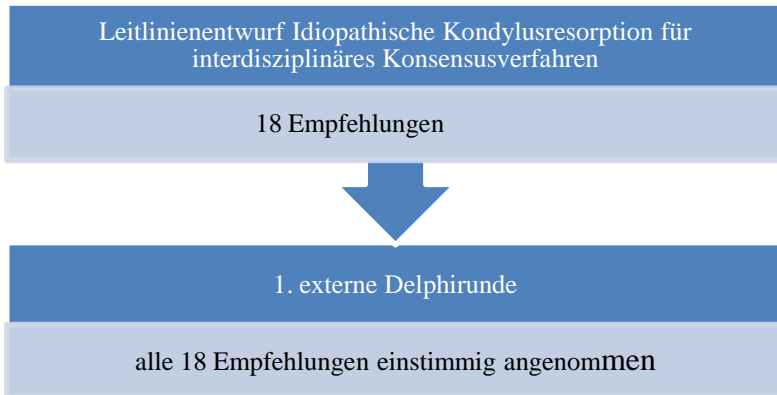 Leitlinienentwurf Idiopathische Kondylusresorption für
interdisziplinäres Konsensusverfahren
18 Empfehlungen
1. externe Delphirunde
alle 18 Empfehlungen einstimmig angenommen